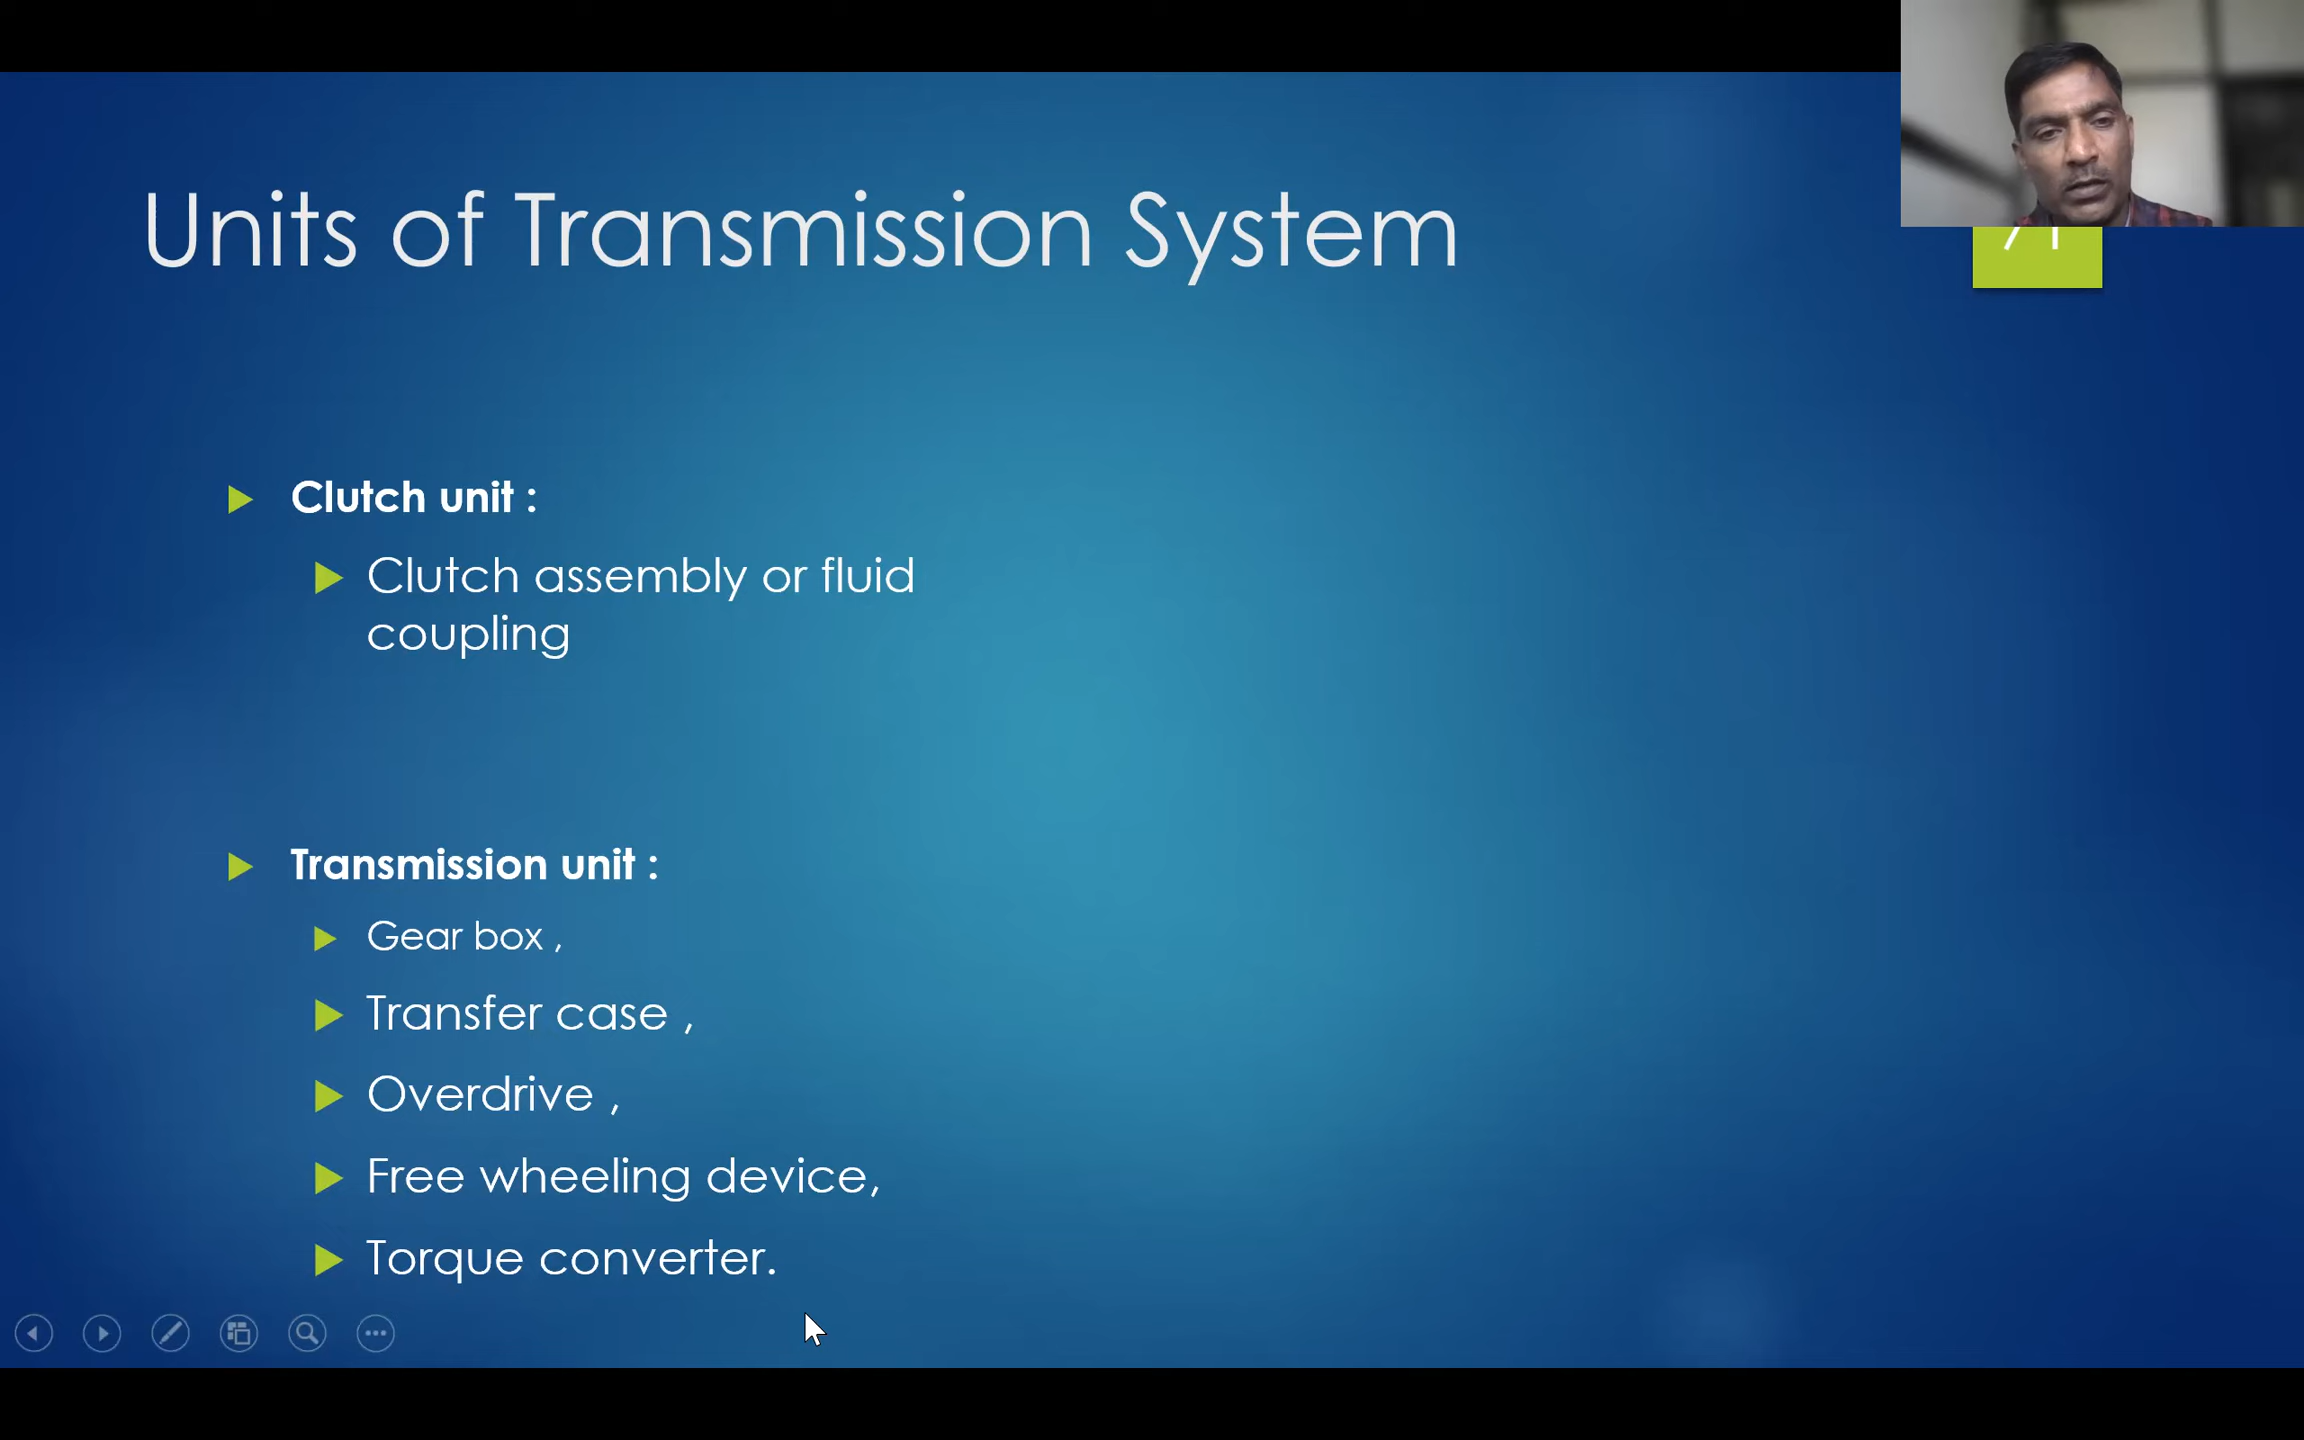 Units of Transmission System
Clutch unit :
Clutch assembly or fluid
coupling
Transmission unit :
Gear box ,
Transfer case ,
Overdrive ,
Free wheeling device,
Torque converter.